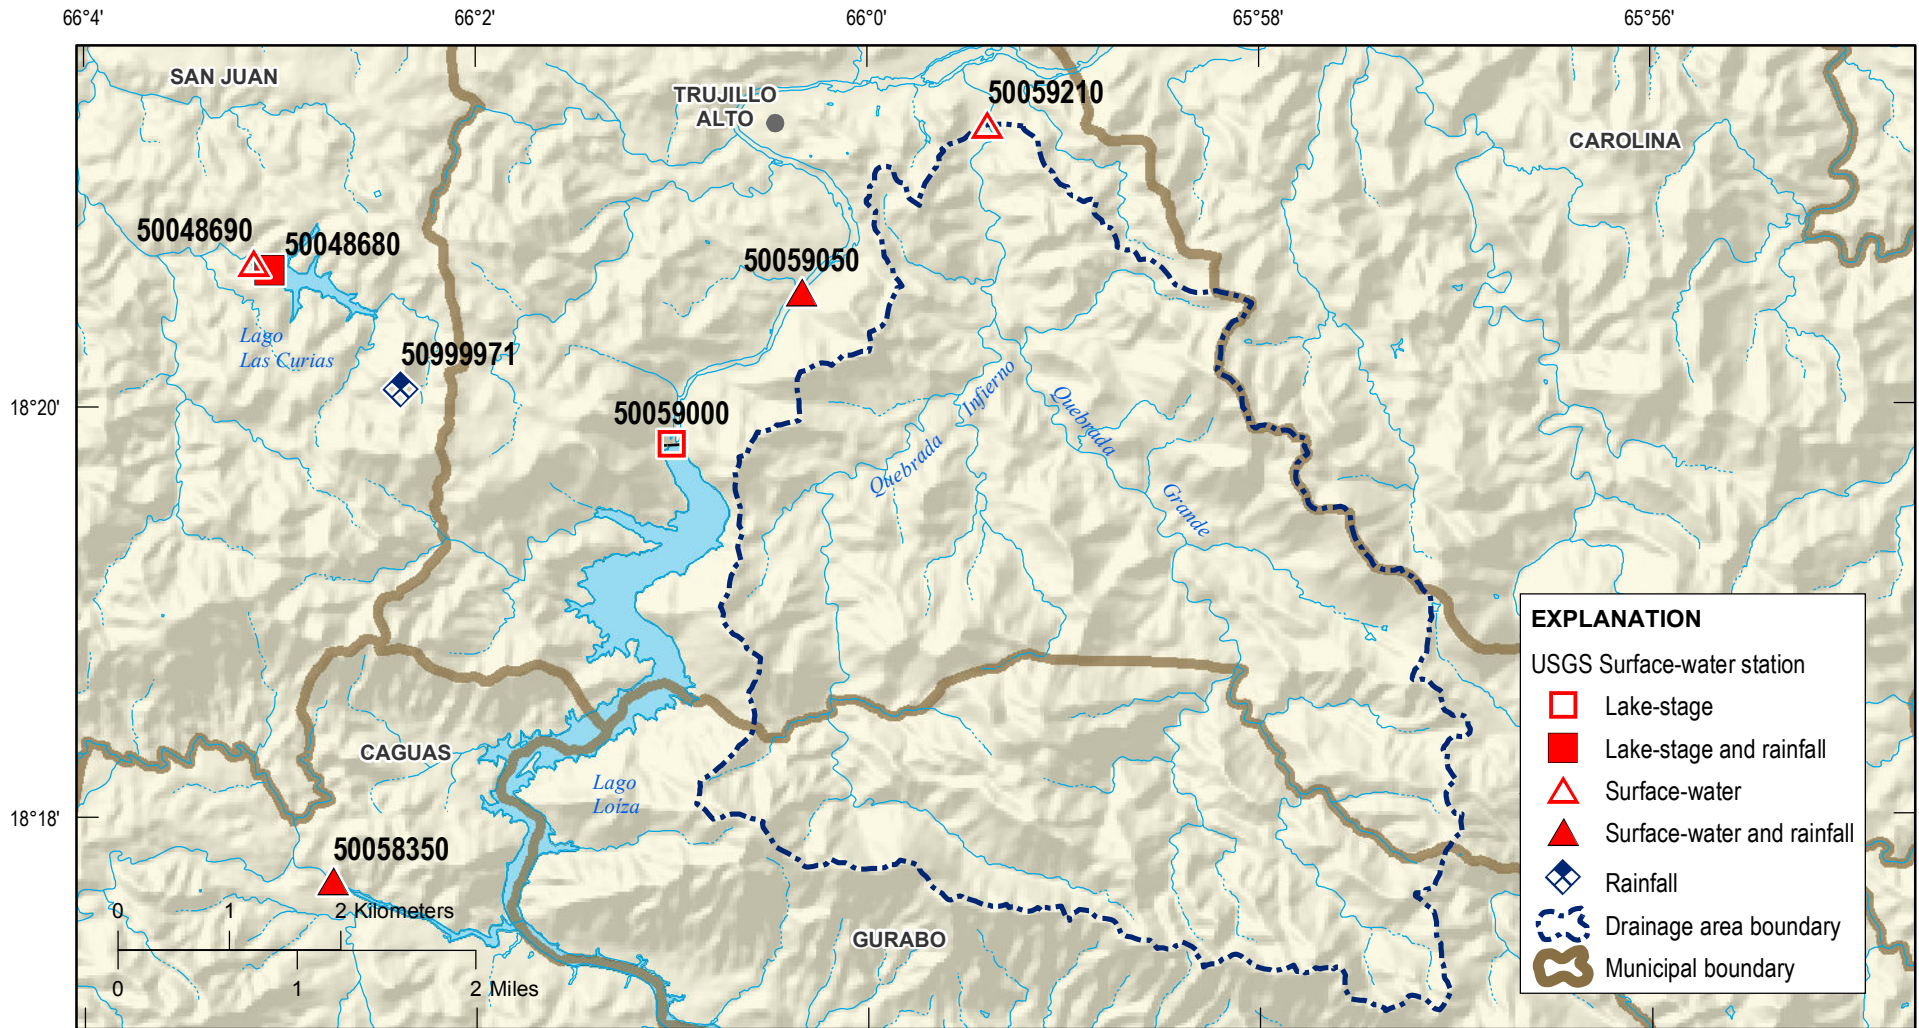 66°4'
66°2'
66°0'
65°58'
65°56'
SAN JUAN
TRUJILLO
ALTO
50059210
CAROLINA
50048690
50048680
50059050
Lago
Las Curias
50999971
18°20'
50059000
Quebrada Infierno
Quebrada Grande
EXPLANATION
USGS Surface-water station
Lake-stage
Lake-stage and rainfall
Surface-water
Surface-water and rainfall
Rainfall
Drainage area boundary
Municipal boundary
CAGUAS
Lago
Loíza
18°18'
50058350
0 1 2 Kilometers
0 1 2 Miles
GURABO